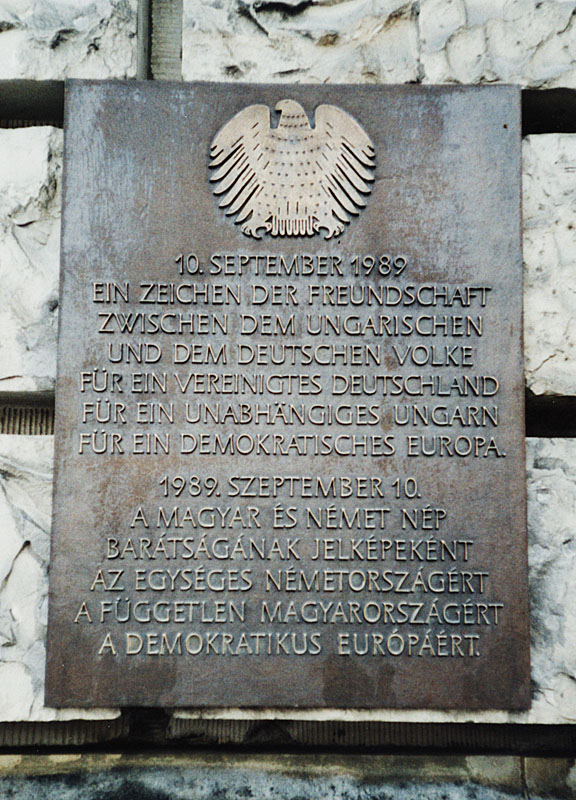 10. SEPTEMBER 1989
EIN ZEICHEN DER FREUNDSCHAFT
ZWISCHEN DEM UNGARISCHEN
UND DEM DEUTSCHEN VOLKE
FÜR EIN VEREINIGTES DEUTSCHLAND
FÜR EIN UNABHÄNGIGES UNGARN
FÜR EIN DEMOKRATISCHES EUROPA.
1989. SZEPTEMBER 10.
A MAGYAR ÉS NÉMET NÉP
BARÁTSÁGÁNAK JELKÉPEKÉNT
AZ EGYSÉGES NÉMETORSZÁGÉRT
A FÜGGETLEN MAGYARORSZÁGÉRT
A DEMOKRATIKUS EURÓPÁÉRT.